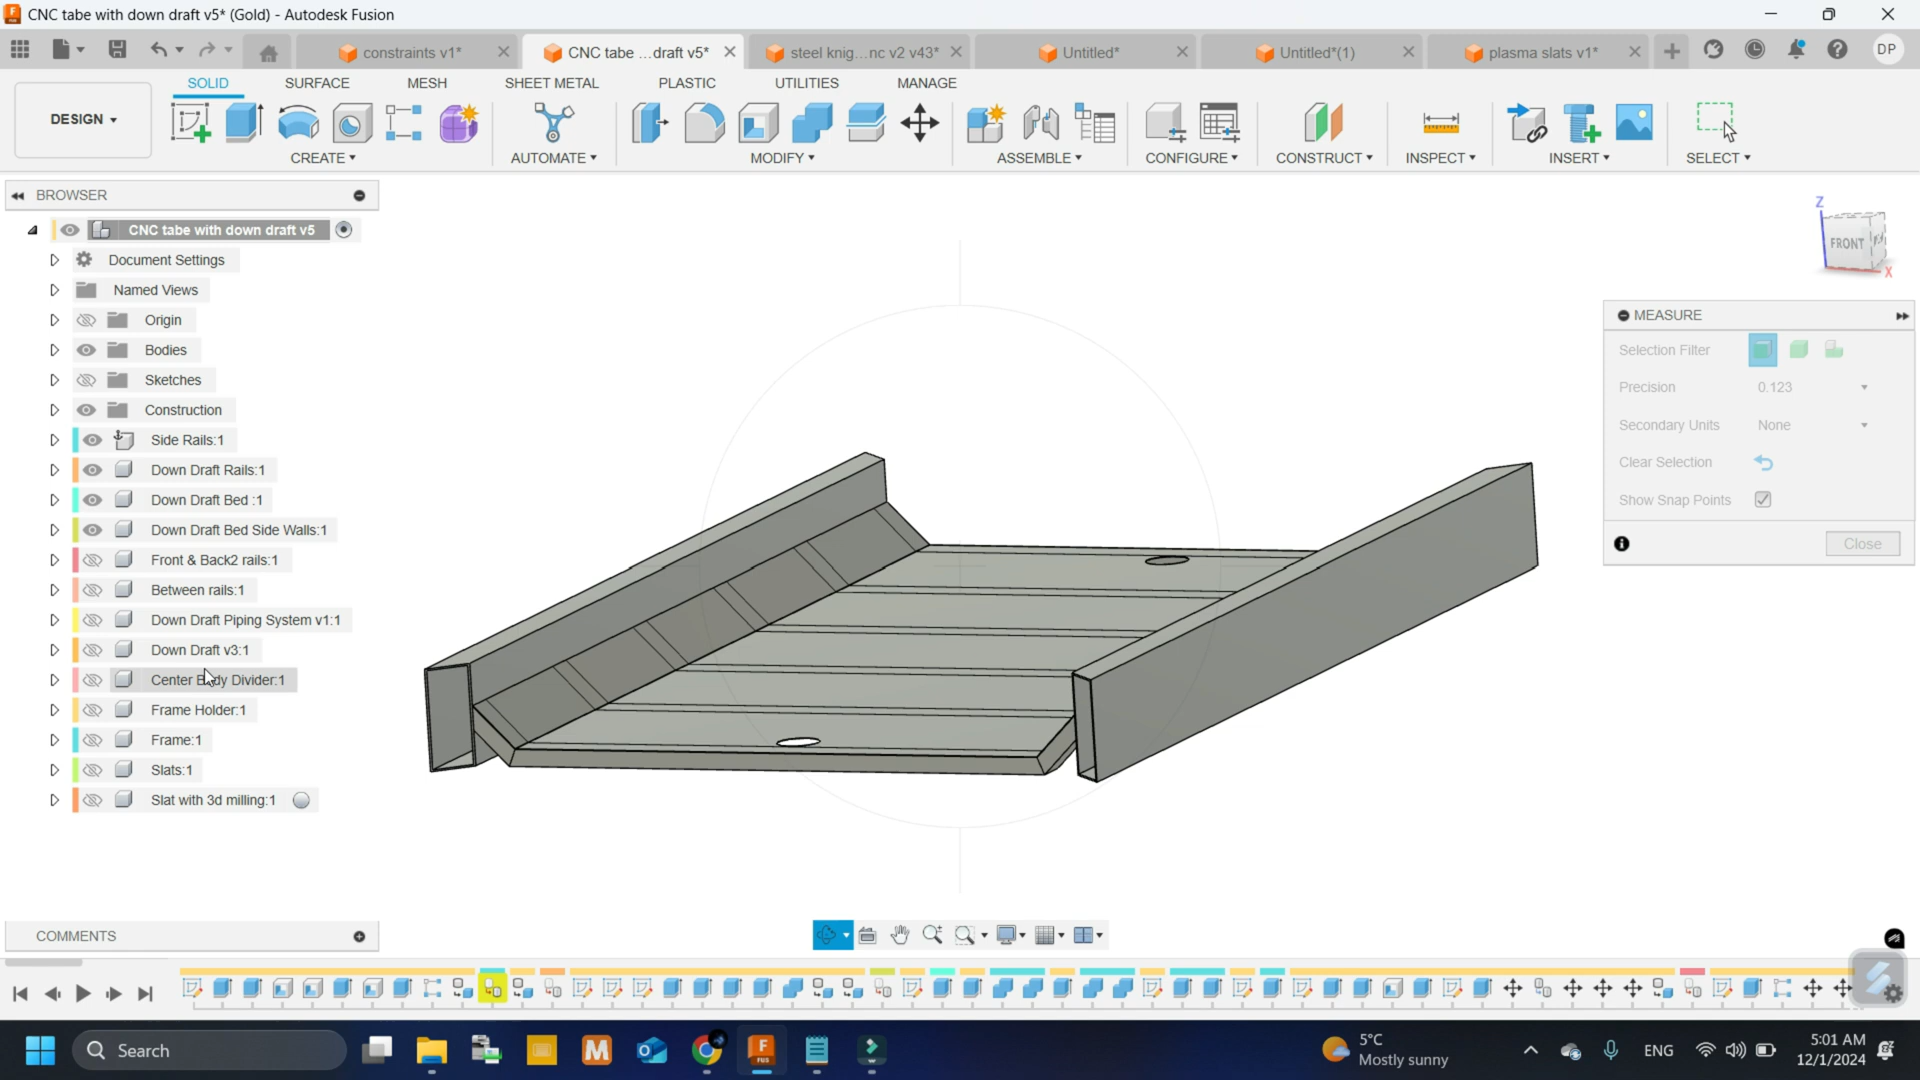 CNC tabe with down draft v5* (Gold) - Autodesk Fusion
constraints v1*
CNC tabe ...draft v5*
steel knig...nc v2 v43*
Untitled*
Untitled*(1)
plasma slats v1*
DP
SOLID
SURFACE
MESH
SHEET METAL
PLASTIC
UTILITIES
MANAGE
DESIGN
CREATE
AUTOMATE
MODIFY
ASSEMBLE
CONFIGURE
CONSTRUCT
INSPECT
INSERT
SELECT
BROWSER
CNC tabe with down draft v5
Document Settings
Named Views
Origin
Bodies
Sketches
Construction
Side Rails:1
Down Draft Rails:1
Down Draft Bed :1
Down Draft Bed Side Walls:1
Front & Back2 rails:1
Between rails:1
Down Draft Piping System v1:1
Down Draft v3:1
Center Body Divider:1
Frame Holder:1
Frame:1
Slats:1
Slat with 3d milling:1
Z
FRONT
X
MEASURE
Selection Filter
Precision 0.123
Secondary Units None
Clear Selection
Show Snap Points
Close
COMMENTS
Search
5°C
Mostly sunny
ENG
5:01 AM
12/1/2024